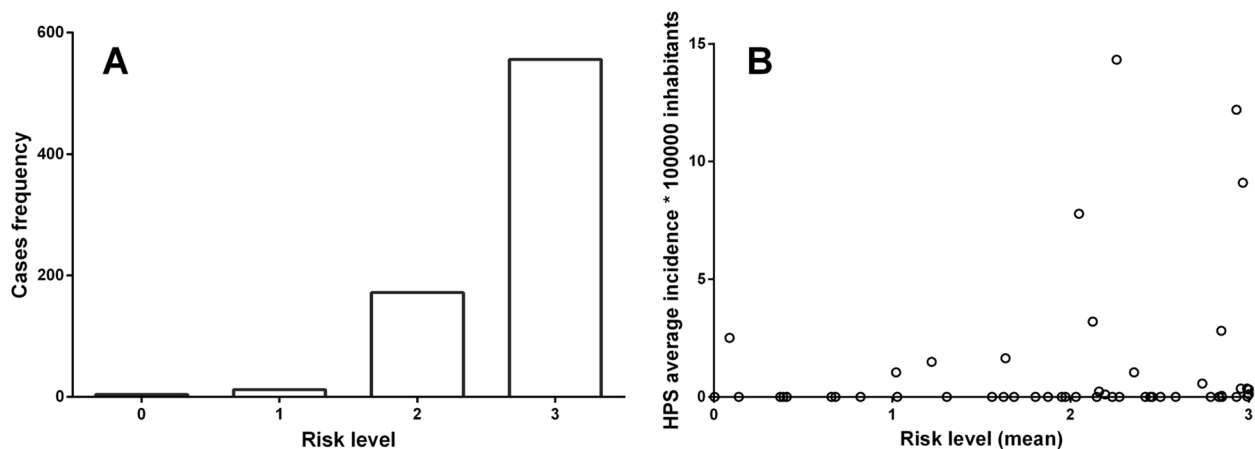 A
Cases frequency
600
400
200
0
0 1 2 3
Risk level
B
HPS average incidence * 100000 inhabitants
15
10
5
0
0 1 2 3
Risk level (mean)